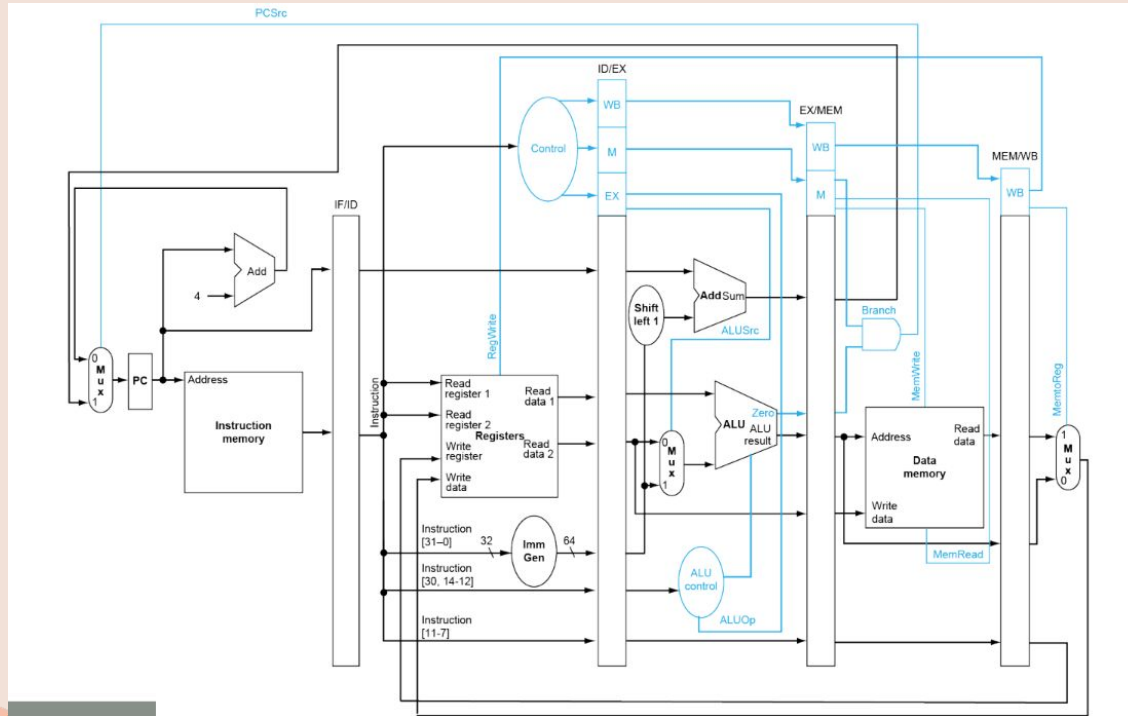 PCSrc
ID/EX
WB
EX/MEM
Control
M
WB
MEM/WB
EX
M
WB
IF/ID
Add
4
Add Sum
Shift
left 1
Branch
ALUSrc
RegWrite
MemWrite
MemtoReg
0
M
u
x
1
PC
Address
Instruction
memory
Instruction
Read
register 1
Read
data 1
Read
register 2
Registers
Read
data 2
Write
register
Write
data
0
M
u
x
1
Zero
ALU
ALU
result
Address
Read
data
Data
memory
Write
data
1
M
u
x
0
Instruction
[31–0]
32
Imm
Gen
64
MemRead
Instruction
[30, 14-12]
ALU
control
ALUOp
Instruction
[11-7]